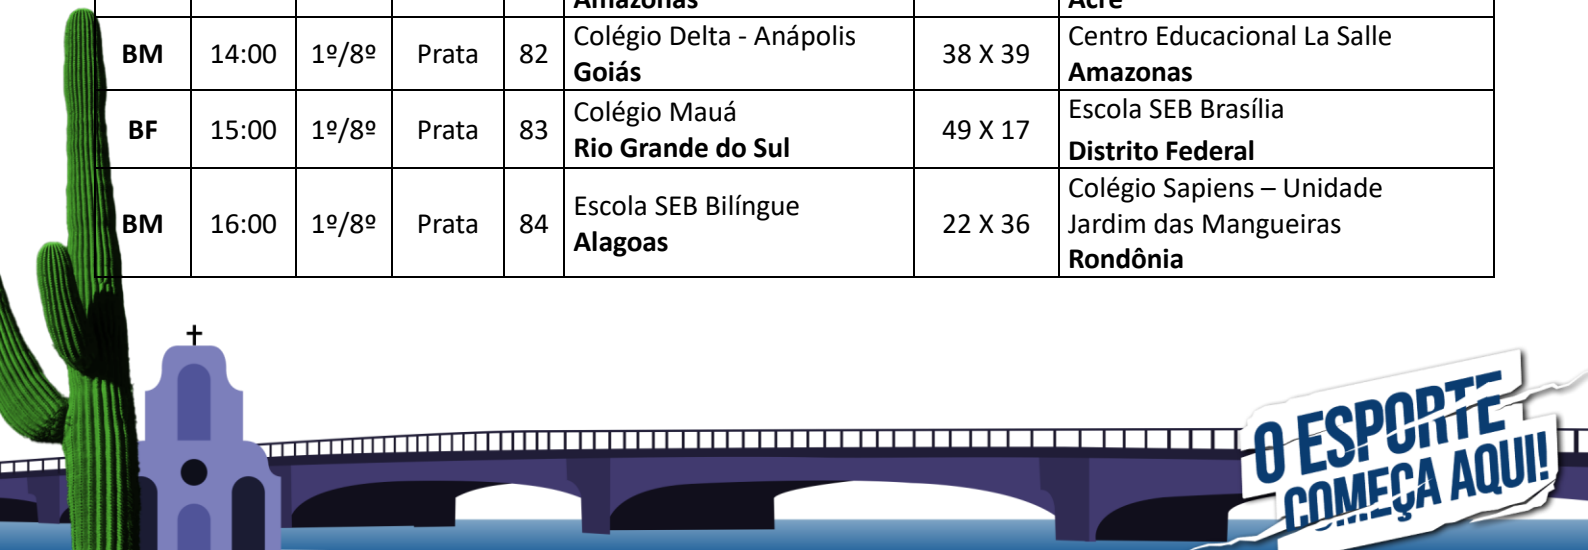 Amazonas Acre
BM 14:00 1º/8º Prata 82 Colégio Delta - Anápolis 38 X 39 Centro Educacional La Salle
Goiás Amazonas
BF 15:00 1º/8º Prata 83 Colégio Mauá 49 X 17 Escola SEB Brasília
Rio Grande do Sul Distrito Federal
BM 16:00 1º/8º Prata 84 Escola SEB Bilíngue 22 X 36 Colégio Sapiens – Unidade
Alagoas Jardim das Mangueiras
Rondônia
O ESPORTE
COMEÇA AQUI!